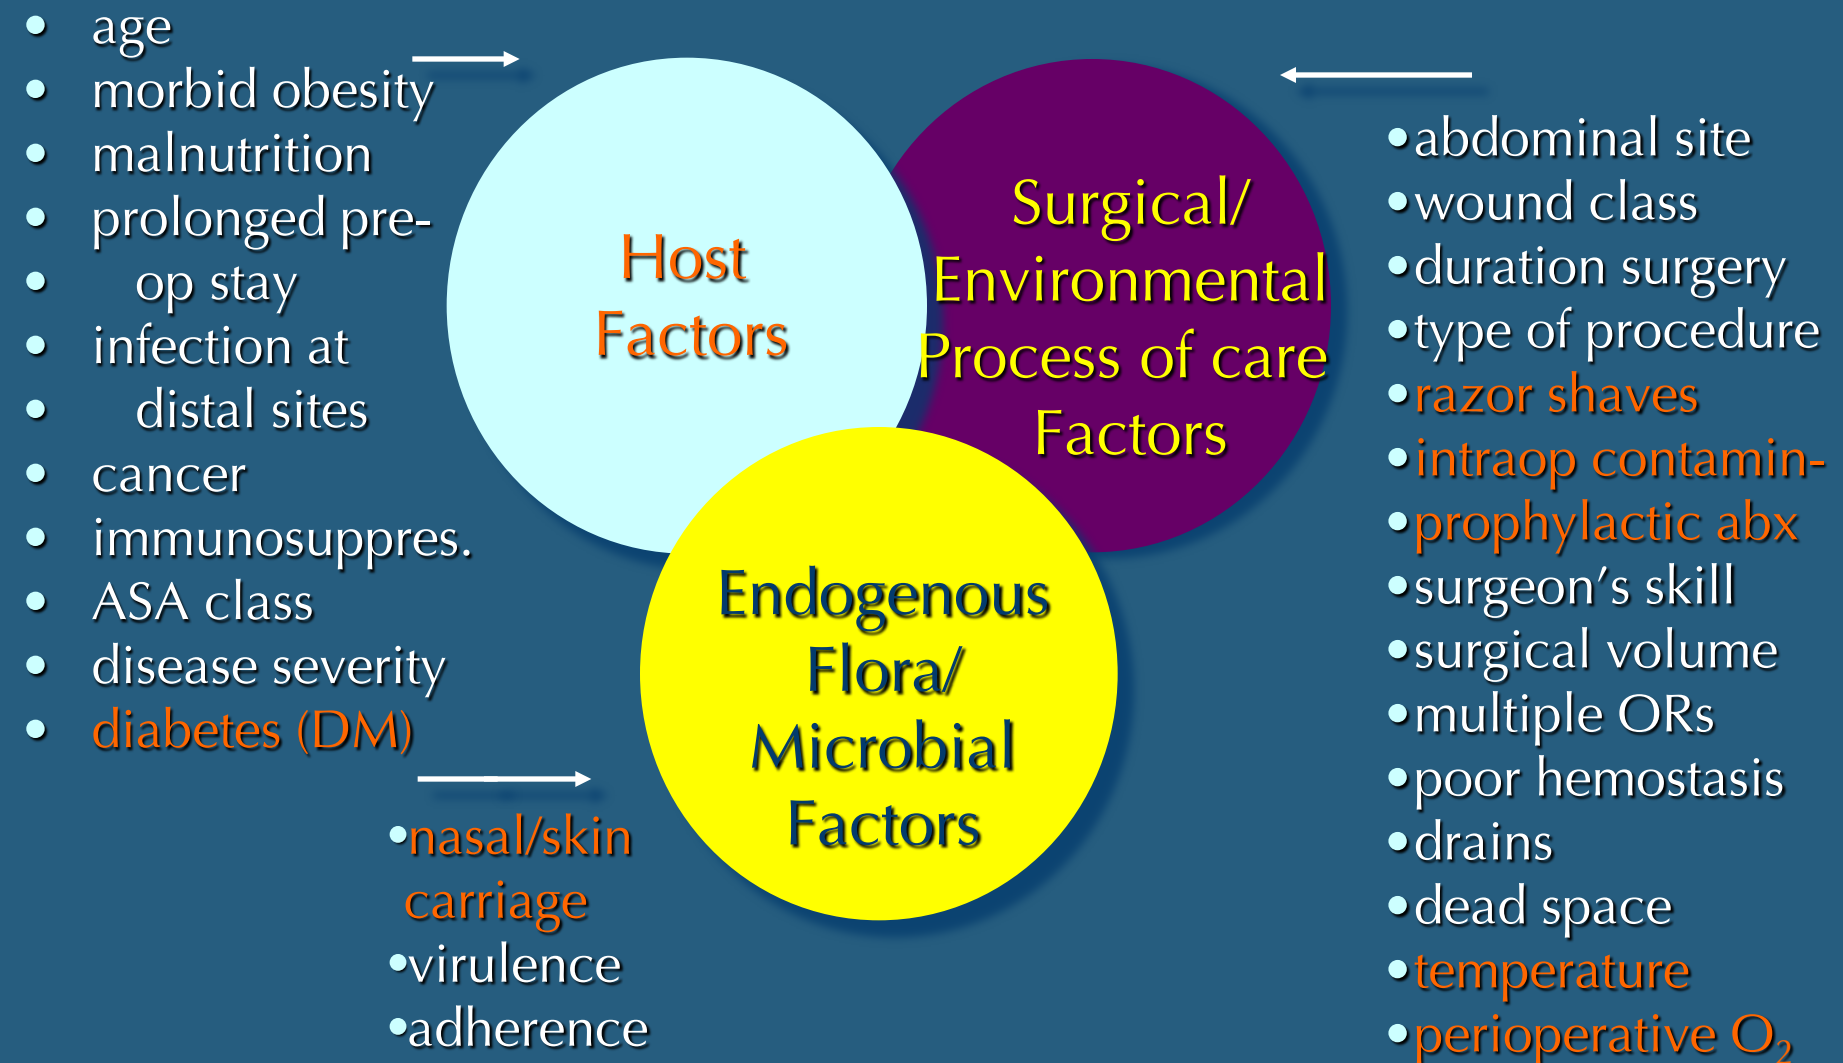 • age
• morbid obesity
• malnutrition
• prolonged pre-
• op stay
• infection at
• distal sites
• cancer
• immunosuppres.
• ASA class
• disease severity
• diabetes (DM)
Host
Factors
Surgical/
Environmental
Process of care
Factors
Endogenous
Flora/
Microbial
Factors
•nasal/skin
carriage
•virulence
•adherence
•abdominal site
•wound class
•duration surgery
•type of procedure
•razor shaves
•intraop contamin-
•prophylactic abx
•surgeon’s skill
•surgical volume
•multiple ORs
•poor hemostasis
•drains
•dead space
•temperature
•perioperative O₂